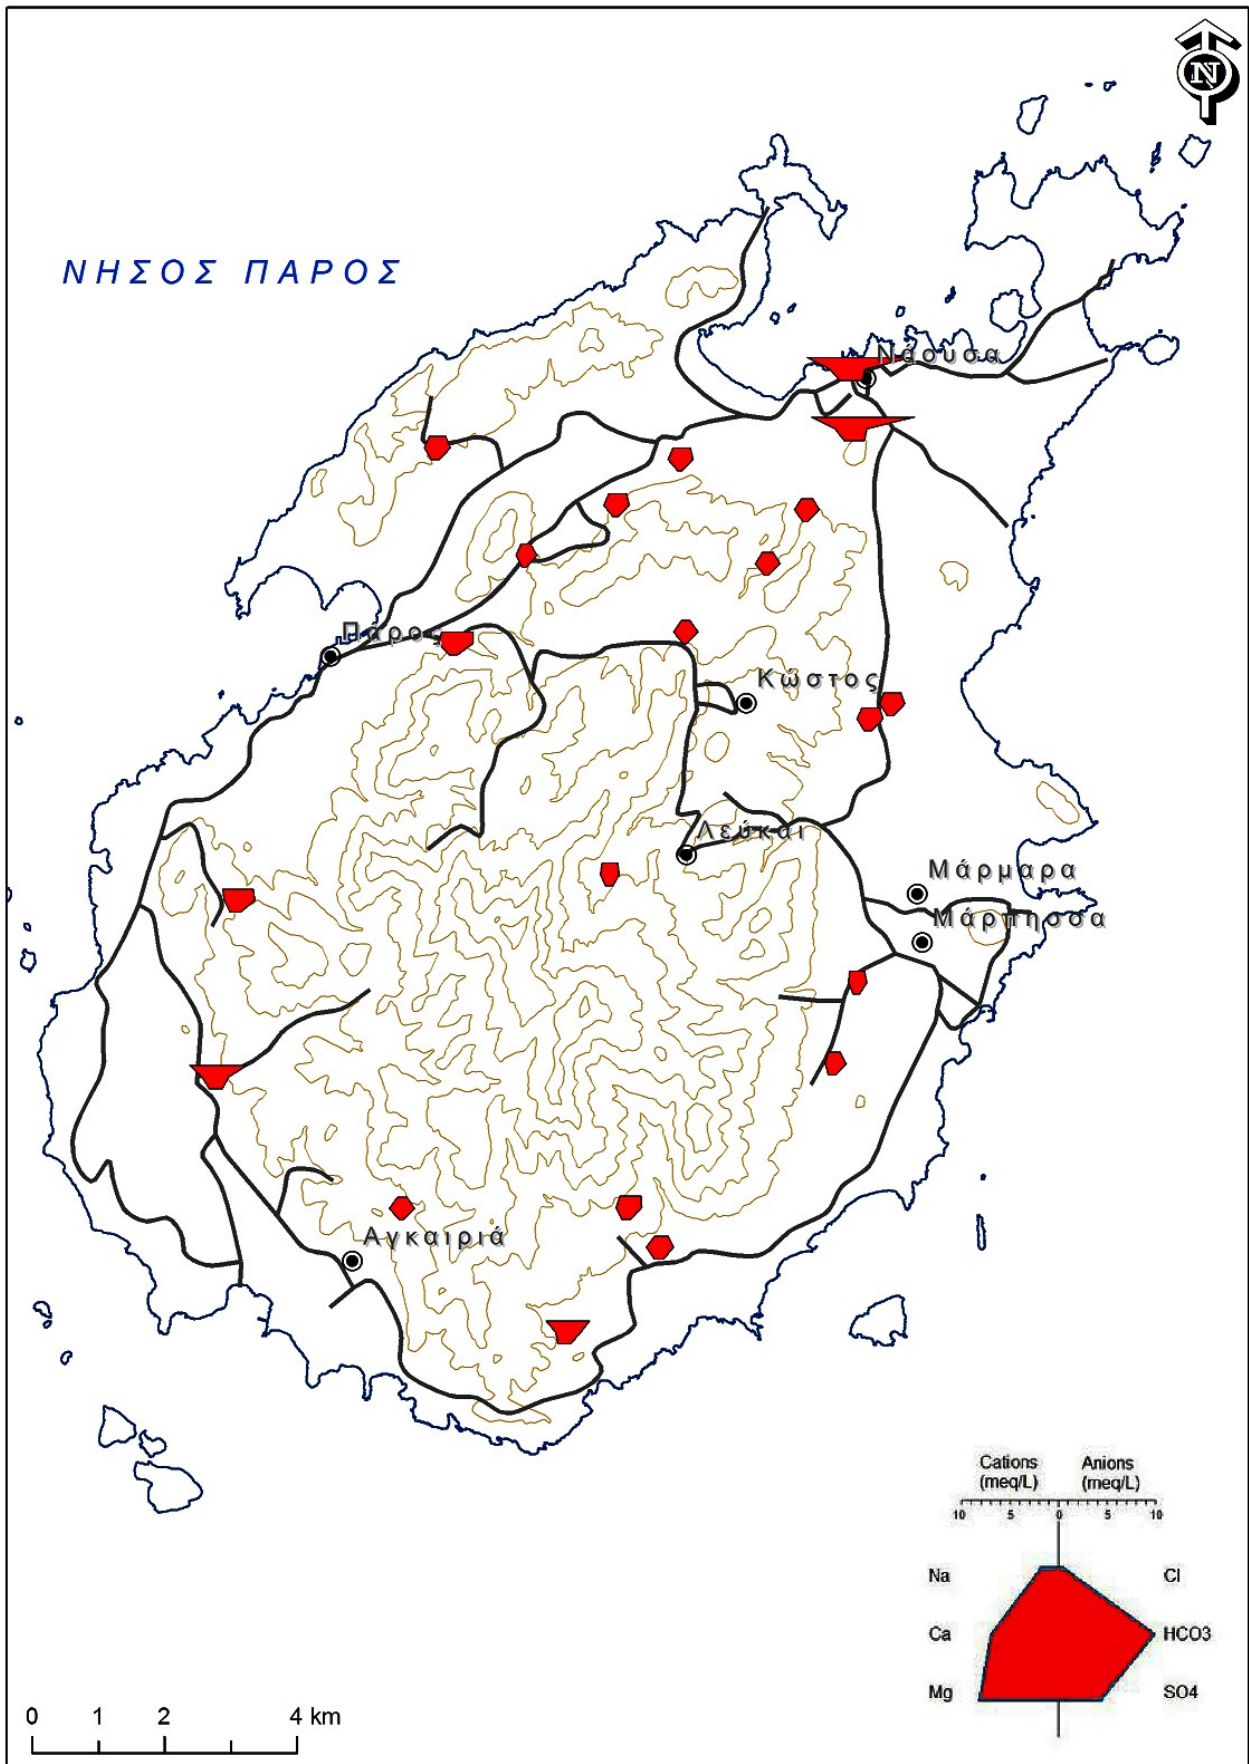 N
ΝΗΣΟΣ ΠΑΡΟΣ
Νάουσα
Πάρος
Κώστος
Λεύκαι
Μάρμαρα
Μάρπησσα
Αγκαιριά
Cations Anions
(meq/L) (meq/L)
10 5 0 5 10
Na Cl
Ca HCO3
Mg SO4
0 1 2 4 km